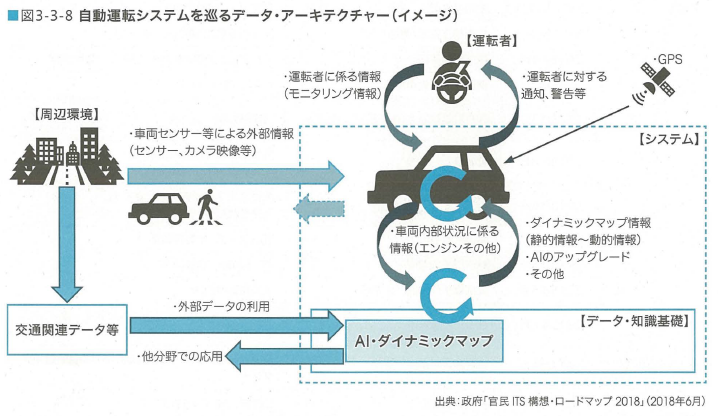 ■図3-3-8 自動運転システムを巡るデータ・アーキテクチャー（イメージ）
【運転者】
・GPS
・運転者に係る情報
（モニタリング情報）
・運転者に対する
通知、警告等
【周辺環境】
・車両センサー等による外部情報
（センサー、カメラ映像等）
【システム】
・車両内部状況に係る
情報（エンジンその他）
・ダイナミックマップ情報
（静的情報～動的情報）
・AIのアップグレード
・その他
交通関連データ等
・外部データの利用
【データ・知識基礎】
AI・ダイナミックマップ
・他分野での応用
出典：政府「官民 ITS 構想・ロードマップ 2018」（2018年6月）